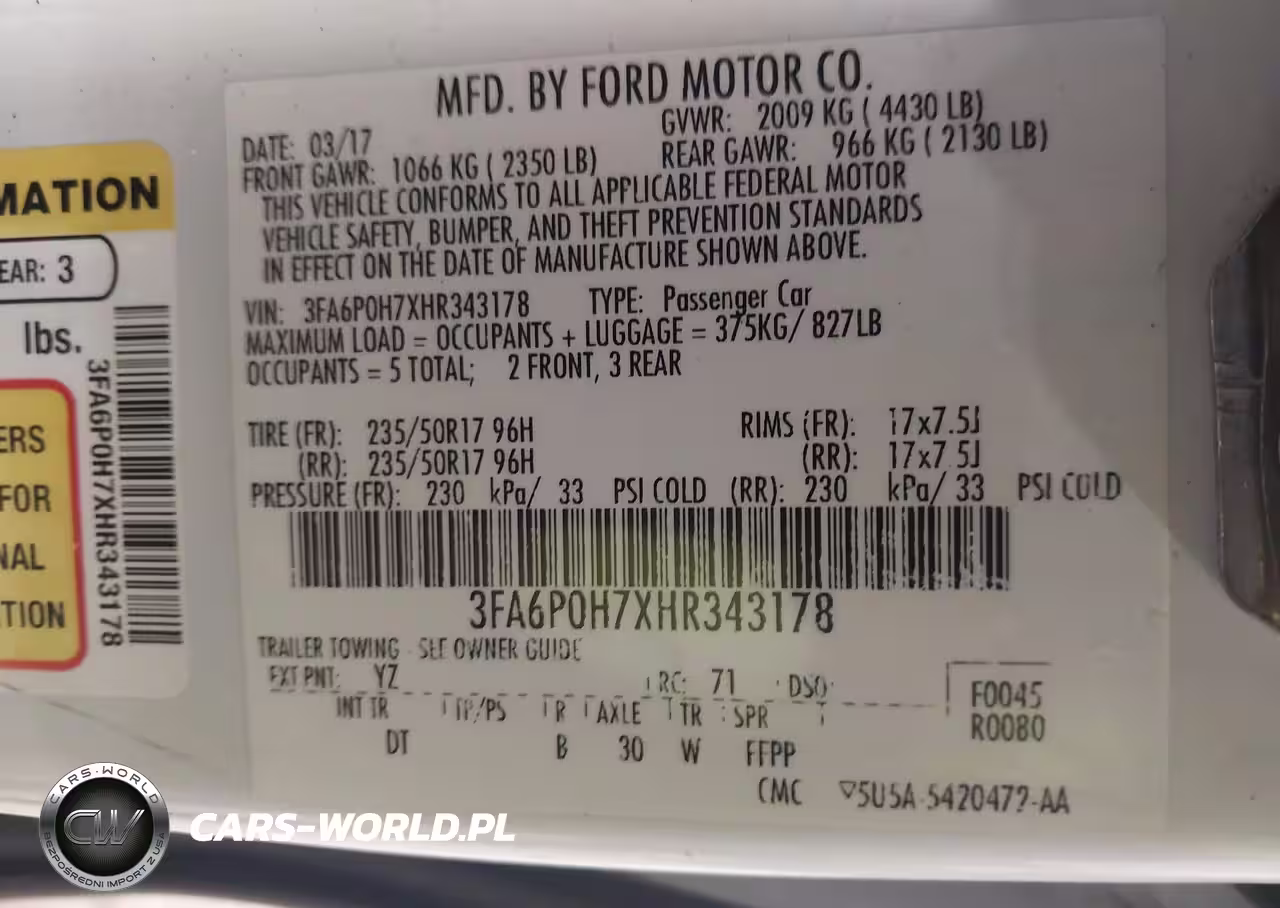 MFD. BY FORD MOTOR CO.
DATE: 03/17
GVWR: 2009 KG ( 4430 LB)
FRONT GAWR: 1066 KG ( 2350 LB)
REAR GAWR: 966 KG ( 2130 LB)
THIS VEHICLE CONFORMS TO ALL APPLICABLE FEDERAL MOTOR
VEHICLE SAFETY, BUMPER, AND THEFT PREVENTION STANDARDS
IN EFFECT ON THE DATE OF MANUFACTURE SHOWN ABOVE.
VIN: 3FA6P0H7XHR343178 TYPE: Passenger Car
MAXIMUM LOAD = OCCUPANTS + LUGGAGE = 375KG/ 827LB
OCCUPANTS = 5 TOTAL; 2 FRONT, 3 REAR
TIRE (FR): 235/50R17 96H RIMS (FR): 17x7.5J
(RR): 235/50R17 96H (RR): 17x7.5J
PRESSURE (FR): 230 kPa/ 33 PSI COLD (RR): 230 kPa/ 33 PSI COLD
3FA6P0H7XHR343178
TRAILER TOWING - SEE OWNER GUIDE
EXT PNT: YZ RC: 71 DSO:
F0045
INT TR TP/PS R AXLE TR SPR
R0080
DT B 30 W FFPP
CMC ▽5U5A-5420472-AA
MATION
EAR: 3
lbs.
3FA6P0H7XHR343178
ERS
FOR
NAL
TION
CARS-WORLD
CW
BEZPOŚREDNI IMPORT Z USA
CARS-WORLD.PL